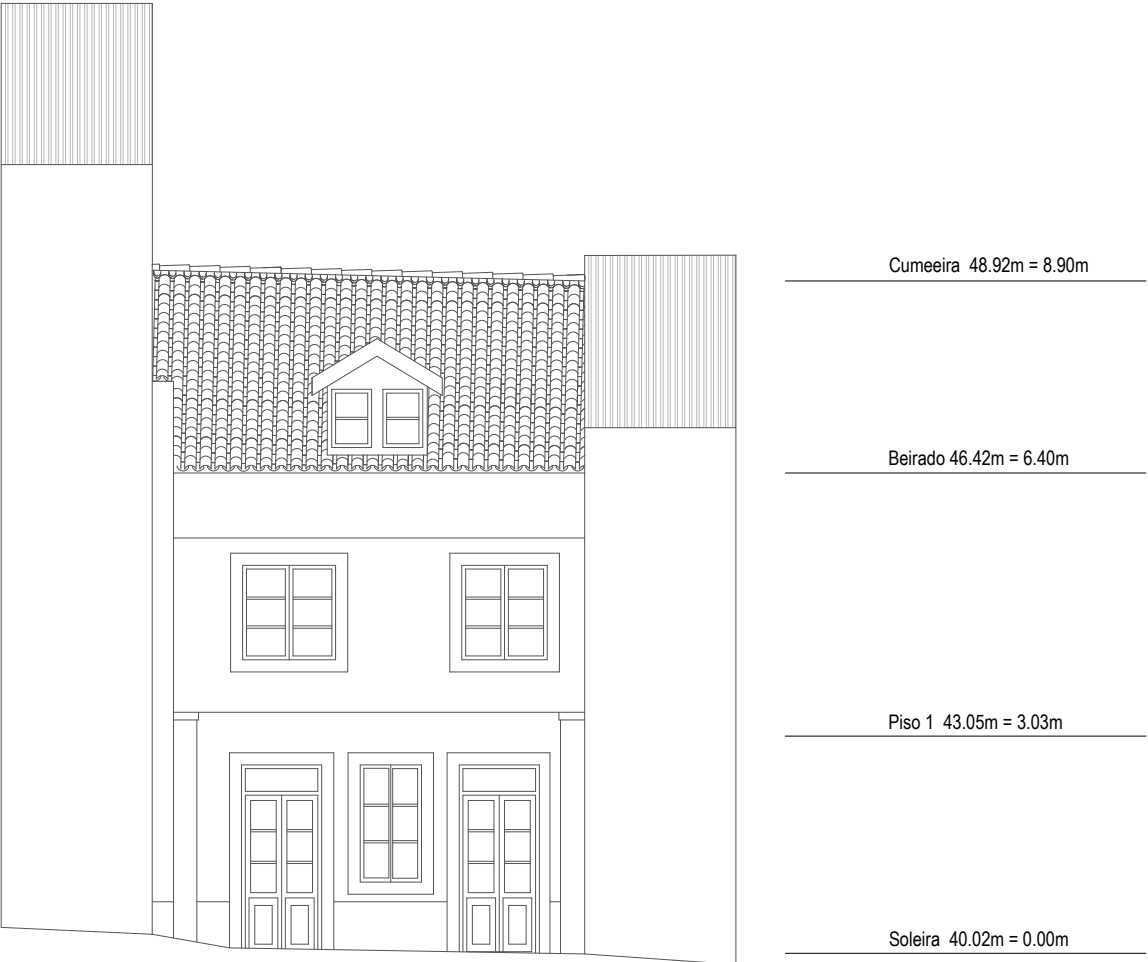 Cumeeira 48.92m = 8.90m
Beirado 46.42m = 6.40m
Piso 1 43.05m = 3.03m
Soleira 40.02m = 0.00m